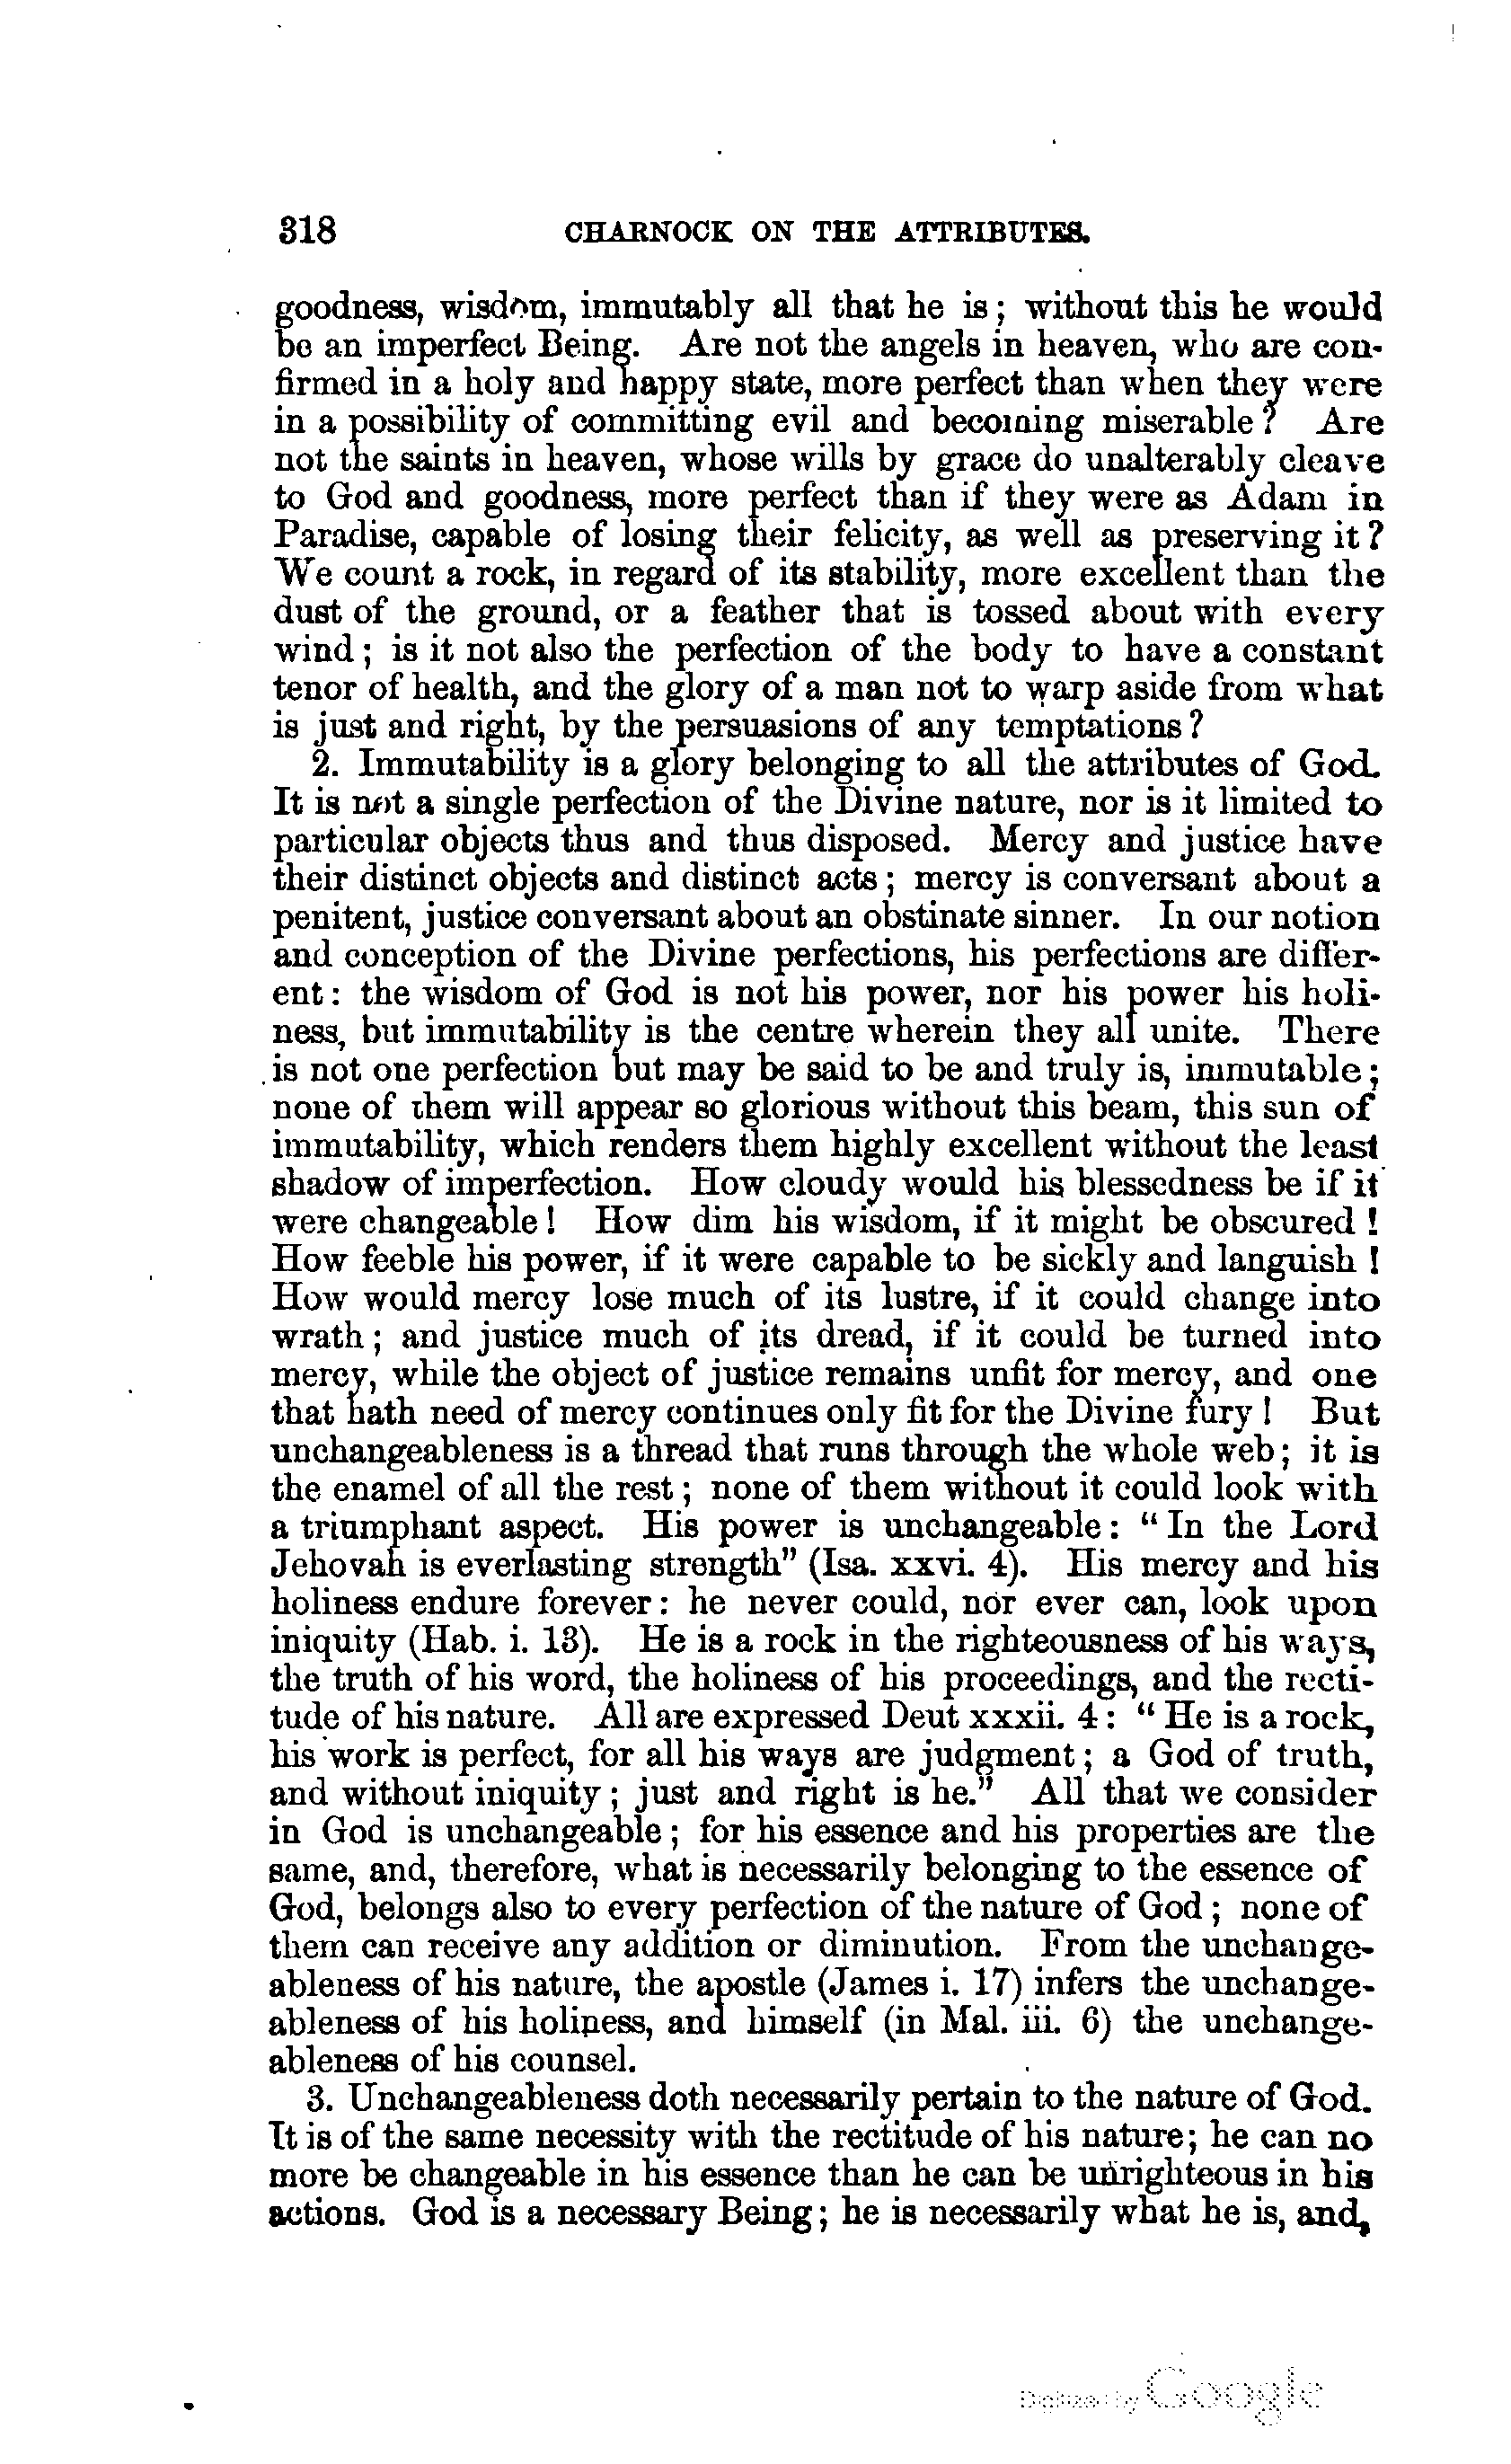 318 CHARNOCK ON THE ATTRIBUTES.
goodness, wisdom, immutably all that he is; without this he would
be an imperfect Being. Are not the angels in heaven, who are con-
firmed in a holy and happy state, more perfect than when they were
in a possibility of committing evil and becoming miserable? Are
not the saints in heaven, whose wills by grace do unalterably cleave
to God and goodness, more perfect than if they were as Adam in
Paradise, capable of losing their felicity, as well as preserving it?
We count a rock, in regard of its stability, more excellent than the
dust of the ground, or a feather that is tossed about with every
wind; is it not also the perfection of the body to have a constant
tenor of health, and the glory of a man not to warp aside from what
is just and right, by the persuasions of any temptations?
2. Immutability is a glory belonging to all the attributes of God.
It is not a single perfection of the Divine nature, nor is it limited to
particular objects thus and thus disposed. Mercy and justice have
their distinct objects and distinct acts; mercy is conversant about a
penitent, justice conversant about an obstinate sinner. In our notion
and conception of the Divine perfections, his perfections are differ-
ent: the wisdom of God is not his power, nor his power his holi-
ness, but immutability is the centre wherein they all unite. There
is not one perfection but may be said to be and truly is, immutable;
none of them will appear so glorious without this beam, this sun of
immutability, which renders them highly excellent without the least
shadow of imperfection. How cloudy would his blessedness be if it
were changeable! How dim his wisdom, if it might be obscured!
How feeble his power, if it were capable to be sickly and languish!
How would mercy lose much of its lustre, if it could change into
wrath; and justice much of its dread, if it could be turned into
mercy, while the object of justice remains unfit for mercy, and one
that hath need of mercy continues only fit for the Divine fury! But
unchangeableness is a thread that runs through the whole web; it is
the enamel of all the rest; none of them without it could look with
a triumphant aspect. His power is unchangeable: "In the Lord
Jehovah is everlasting strength" (Isa. xxvi. 4). His mercy and his
holiness endure forever: he never could, nor ever can, look upon
iniquity (Hab. i. 13). He is a rock in the righteousness of his ways,
the truth of his word, the holiness of his proceedings, and the recti-
tude of his nature. All are expressed Deut xxxii. 4: "He is a rock,
his work is perfect, for all his ways are judgment; a God of truth,
and without iniquity; just and right is he." All that we consider
in God is unchangeable; for his essence and his properties are the
same, and, therefore, what is necessarily belonging to the essence of
God, belongs also to every perfection of the nature of God; none of
them can receive any addition or diminution. From the unchange-
ableness of his nature, the apostle (James i. 17) infers the unchange-
ableness of his holiness, and himself (in Mal. iii. 6) the unchange-
ableness of his counsel.
3. Unchangeableness doth necessarily pertain to the nature of God.
It is of the same necessity with the rectitude of his nature; he can no
more be changeable in his essence than he can be unrighteous in his
actions. God is a necessary Being; he is necessarily what he is, and,
Digitized by Google